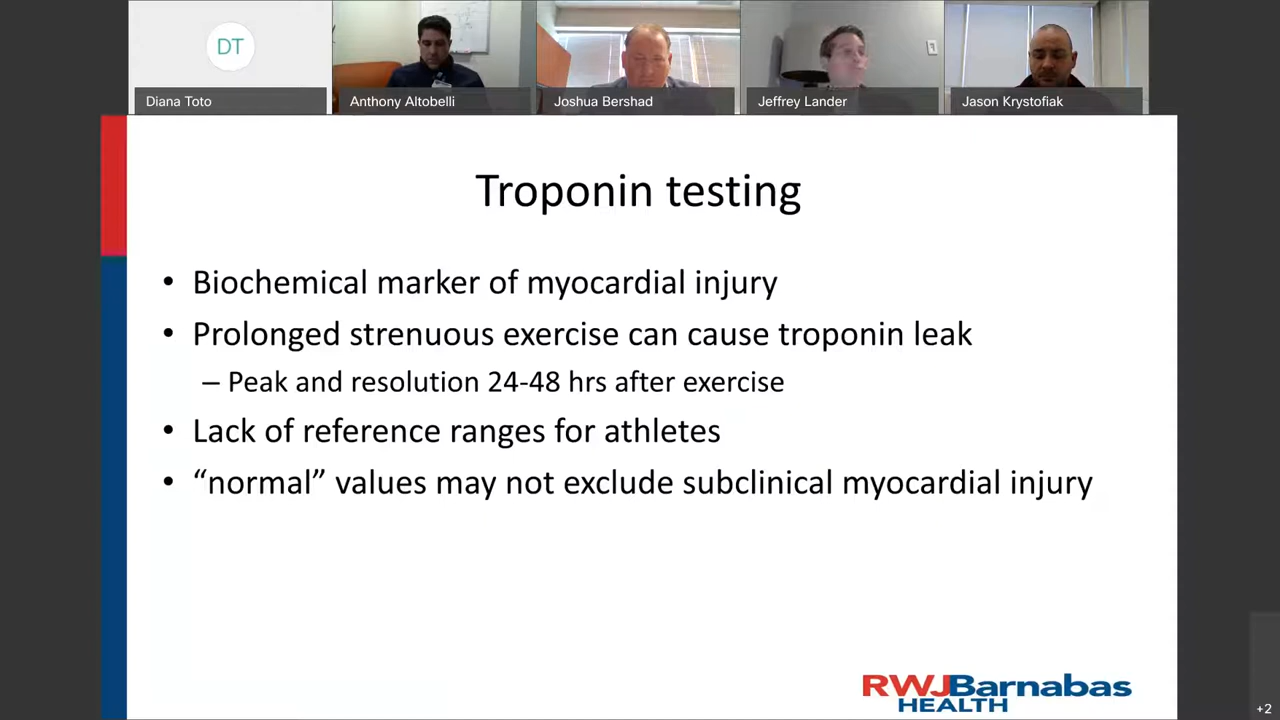 DT
Diana Toto
Anthony Altobelli
Joshua Bershad
Jeffrey Lander
Jason Krystofiak
Troponin testing
• Biochemical marker of myocardial injury
• Prolonged strenuous exercise can cause troponin leak
– Peak and resolution 24-48 hrs after exercise
• Lack of reference ranges for athletes
• “normal” values may not exclude subclinical myocardial injury
RWJBarnabas
HEALTH
+2